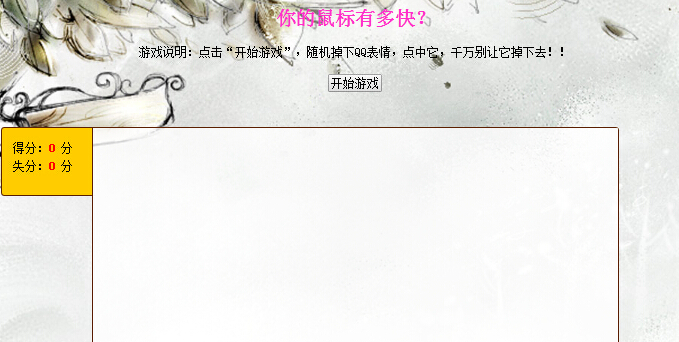 你的鼠标有多快?
游戏说明：点击“开始游戏”，随机掉下QQ表情，点中它，千万别让它掉下去！！
开始游戏
得分：0 分
失分：0 分